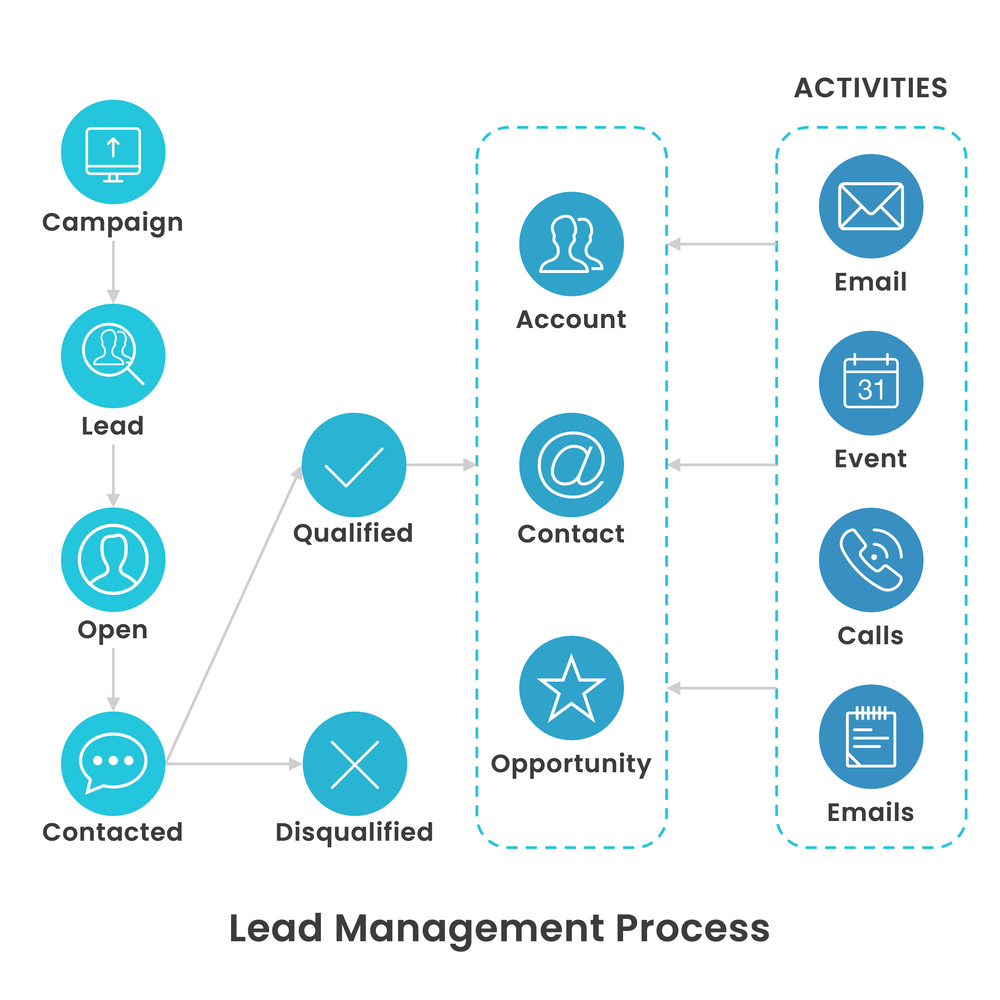 ACTIVITIES
Campaign
Lead
Open
Contacted
Qualified
Disqualified
Account
@
Contact
Opportunity
Email
31
Event
Calls
Emails
Lead Management Process